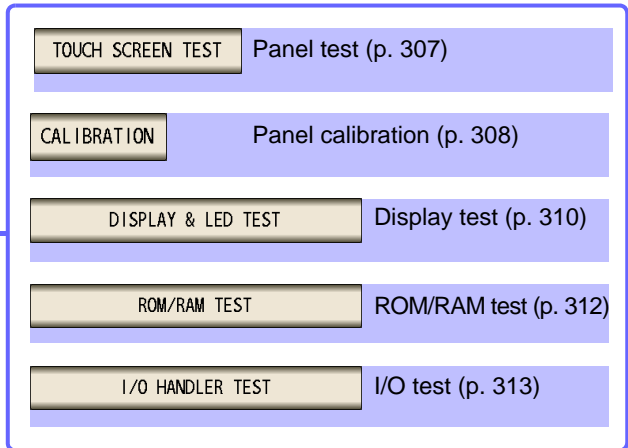 TOUCH SCREEN TEST Panel test (p. 307)
CALIBRATION Panel calibration (p. 308)
DISPLAY & LED TEST Display test (p. 310)
ROM/RAM TEST ROM/RAM test (p. 312)
I/O HANDLER TEST I/O test (p. 313)